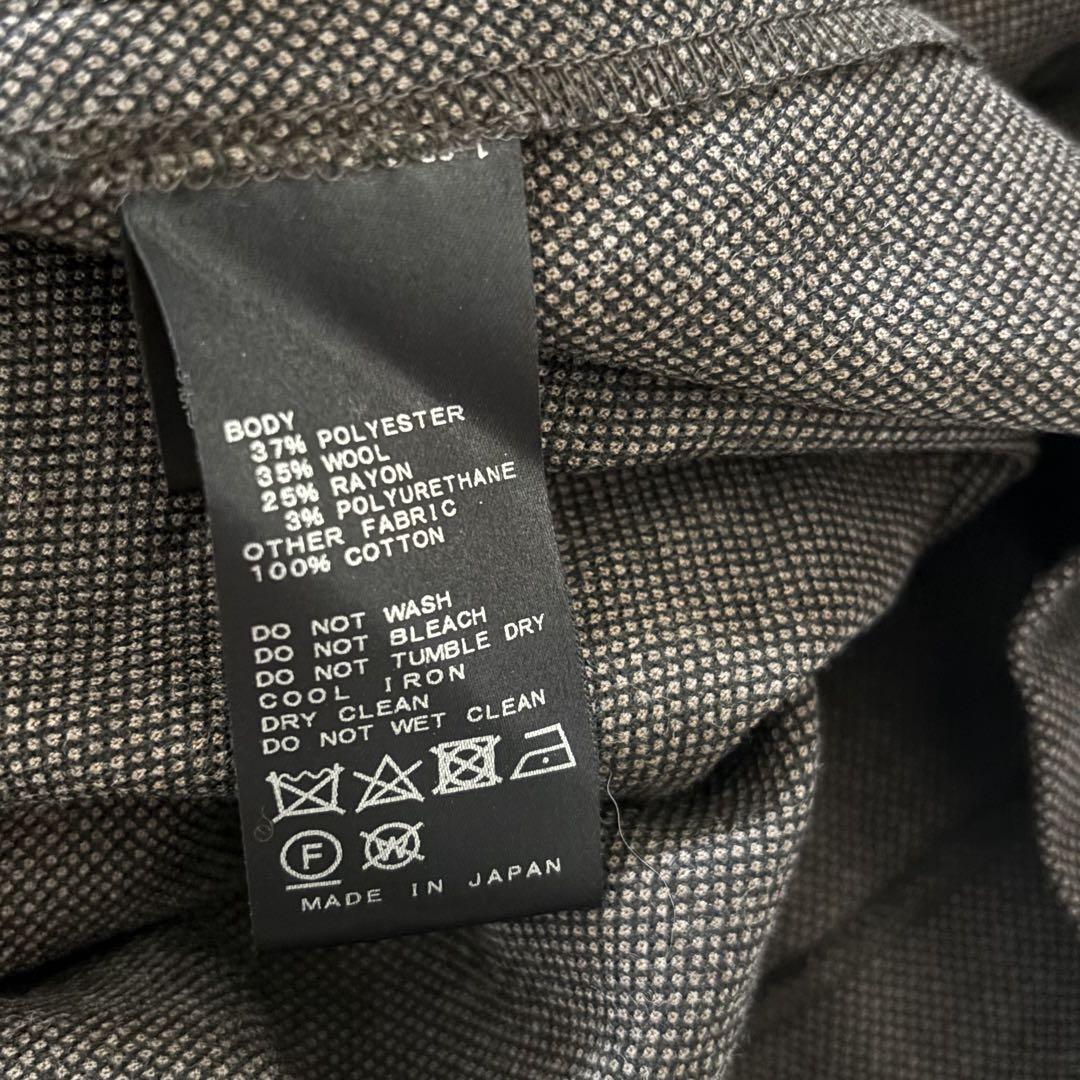 BODY
37% POLYESTER
35% WOOL
25% RAYON
3% POLYURETHANE
OTHER FABRIC
100% COTTON
DO NOT WASH
DO NOT BLEACH
DO NOT TUMBLE DRY
COOL IRON
DRY CLEAN
DO NOT WET CLEAN
F W
MADE IN JAPAN